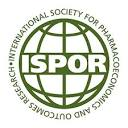 INTERNATIONAL SOCIETY FOR PHARMACOECONOMICS AND OUTCOMES RESEARCH
ISPOR